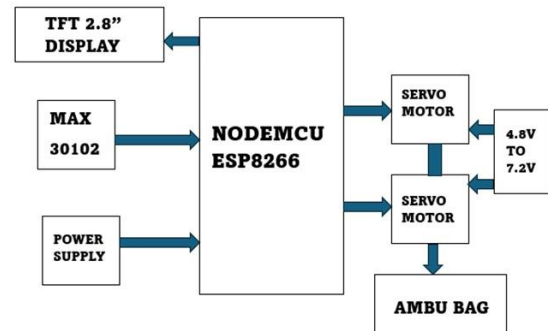 TFT 2.8”
DISPLAY
MAX
30102
POWER
SUPPLY
NODEMCU
ESP8266
SERVO
MOTOR
SERVO
MOTOR
4.8V
TO
7.2V
AMBU BAG